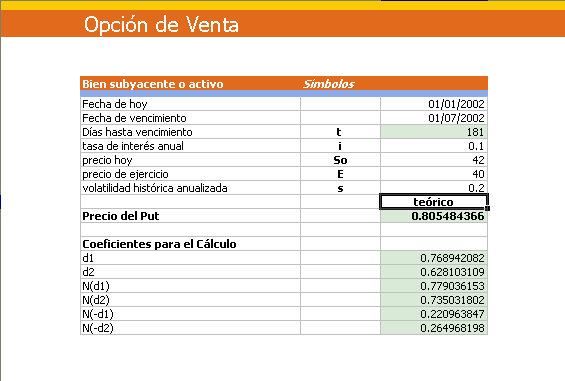 Opción de Venta
Bien subyacente o activo Símbolos
Fecha de hoy 01/01/2002
Fecha de vencimiento 01/07/2002
Días hasta vencimiento t 181
tasa de interés anual i 0.1
precio hoy So 42
precio de ejercicio E 40
volatilidad histórica anualizada s 0.2
teórico
Precio del Put 0.805484366
Coeficientes para el Cálculo
d1 0.768942082
d2 0.628103109
N(d1) 0.779036153
N(d2) 0.735031802
N(-d1) 0.220963847
N(-d2) 0.264968198